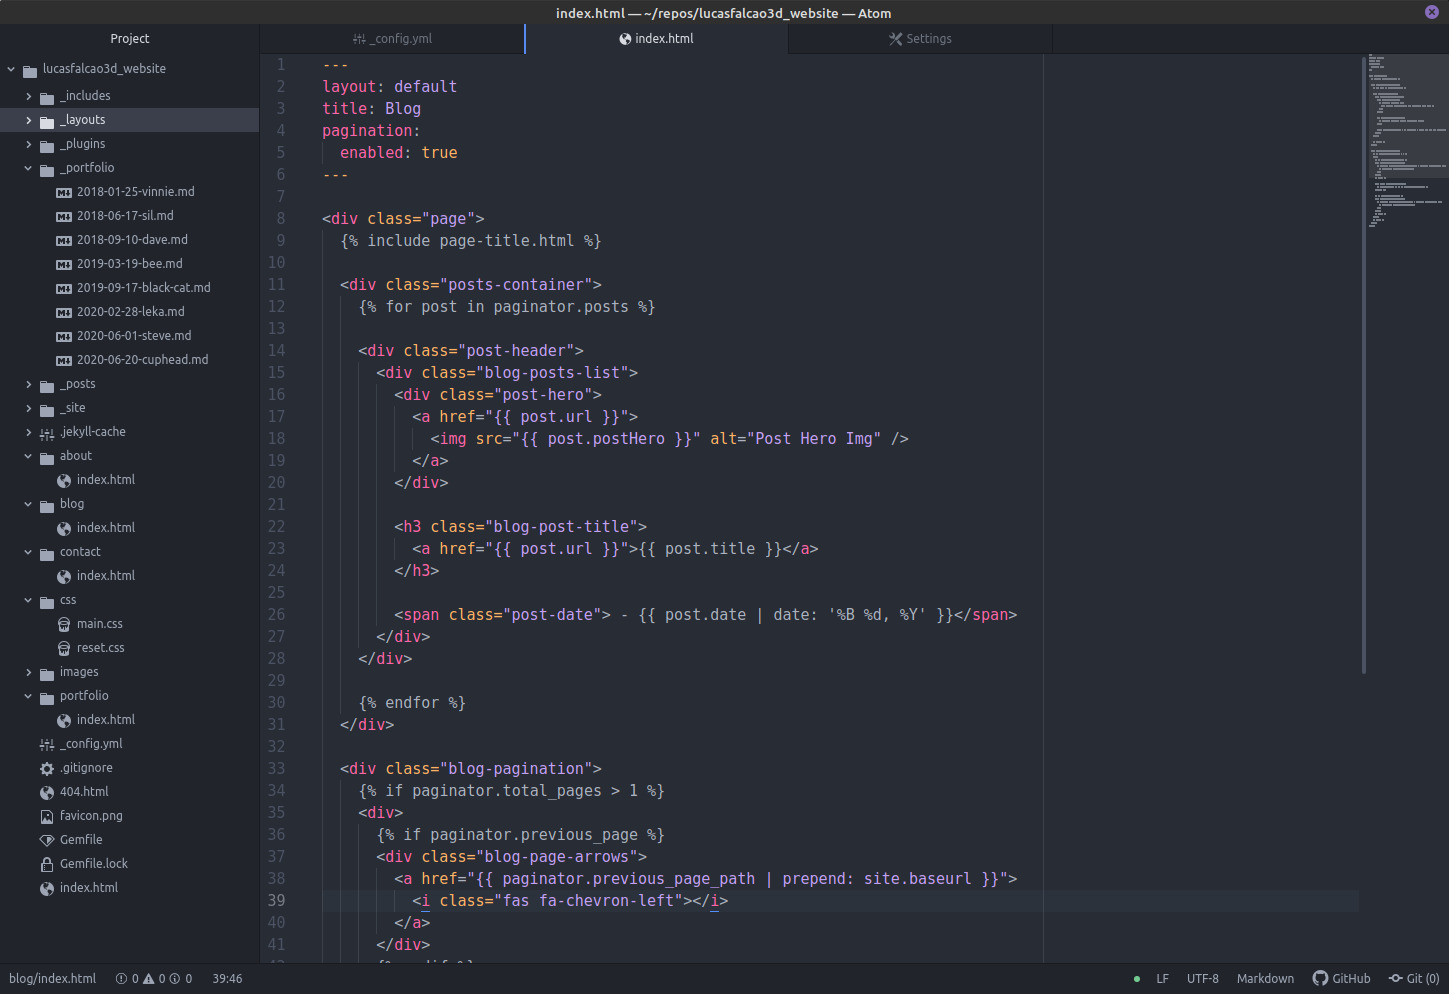 index.html — ~/repos/lucasfalcao3d_website — Atom
Project
_config.yml
index.html
Settings
lucasfalcao3d_website
_includes
_layouts
_plugins
_portfolio
2018-01-25-vinnie.md
2018-06-17-sil.md
2018-09-10-dave.md
2019-03-19-bee.md
2019-09-17-black-cat.md
2020-02-28-leka.md
2020-06-01-steve.md
2020-06-20-cuphead.md
_posts
_site
.jekyll-cache
about
index.html
blog
index.html
contact
index.html
css
main.css
reset.css
images
portfolio
index.html
_config.yml
.gitignore
404.html
favicon.png
Gemfile
Gemfile.lock
index.html
1 ---
2 layout: default
3 title: Blog
4 pagination:
5   enabled: true
6 ---
7
8 <div class="page">
9   {% include page-title.html %}
10
11   <div class="posts-container">
12     {% for post in paginator.posts %}
13
14     <div class="post-header">
15       <div class="blog-posts-list">
16         <div class="post-hero">
17           <a href="{{ post.url }}">
18             <img src="{{ post.postHero }}" alt="Post Hero Img" />
19           </a>
20         </div>
21
22         <h3 class="blog-post-title">
23           <a href="{{ post.url }}">{{ post.title }}</a>
24         </h3>
25
26         <span class="post-date"> - {{ post.date | date: '%B %d, %Y' }}</span>
27       </div>
28     </div>
29
30     {% endfor %}
31   </div>
32
33   <div class="blog-pagination">
34     {% if paginator.total_pages > 1 %}
35     <div>
36       {% if paginator.previous_page %}
37       <div class="blog-page-arrows">
38         <a href="{{ paginator.previous_page_path | prepend: site.baseurl }}">
39           <i class="fas fa-chevron-left"></i>
40         </a>
41       </div>
blog/index.html 0 0 0 39:46 LF UTF-8 Markdown GitHub Git (0)